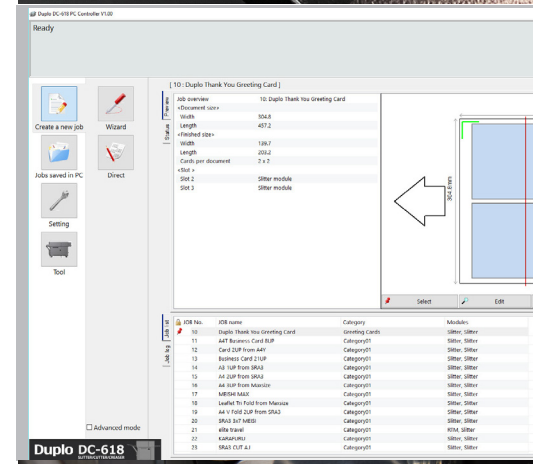 Duplo DC-618 PC Controller V1.00
Ready
[ 10 : Duplo Thank You Greeting Card ]
Preview
Status
Job overview 10: Duplo Thank You Greeting Card
<Document size>
Width 304.8
Length 457.2
<Finished size>
Width 139.7
Length 203.2
Cards per document 2 x 2
<Slot >
Slot 2 Slitter module
Slot 3 Slitter module
304.8mm
Select
Edit
Create a new job
Wizard
Jobs saved in PC
Direct
Setting
Tool
Advanced mode
Duplo DC-618
SLITTER/CUTTER/CREASER
Job list
Job log
JOB No. JOB name Category Modules
10 Duplo Thank You Greeting Card Greeting Cards Slitter, Slitter
11 A4T Business Card 8UP Category01 Slitter, Slitter
12 Card 2UP from A4Y Category01 Slitter, Slitter
13 Business Card 21UP Category01 Slitter, Slitter
14 A3 1UP from SRA3 Category01 Slitter, Slitter
15 A4 2UP from SRA3 Category01 Slitter, Slitter
16 A4 3UP from Maxsize Category01 Slitter, Slitter
17 MEISHI MAX Category01 Slitter, Slitter
18 Leaflet Tri Fold from Maxsize Category01 Slitter, Slitter
19 A4 V Fold 2UP from SRA3 Category01 Slitter, Slitter
20 SRA3 5x7 MEGI Category01 Slitter, Slitter
21 elite travel Category01 RTM, Slitter
22 KARAFURU Category01 Slitter, Slitter
23 SRA3 CUT A.I Category01 Slitter, Slitter